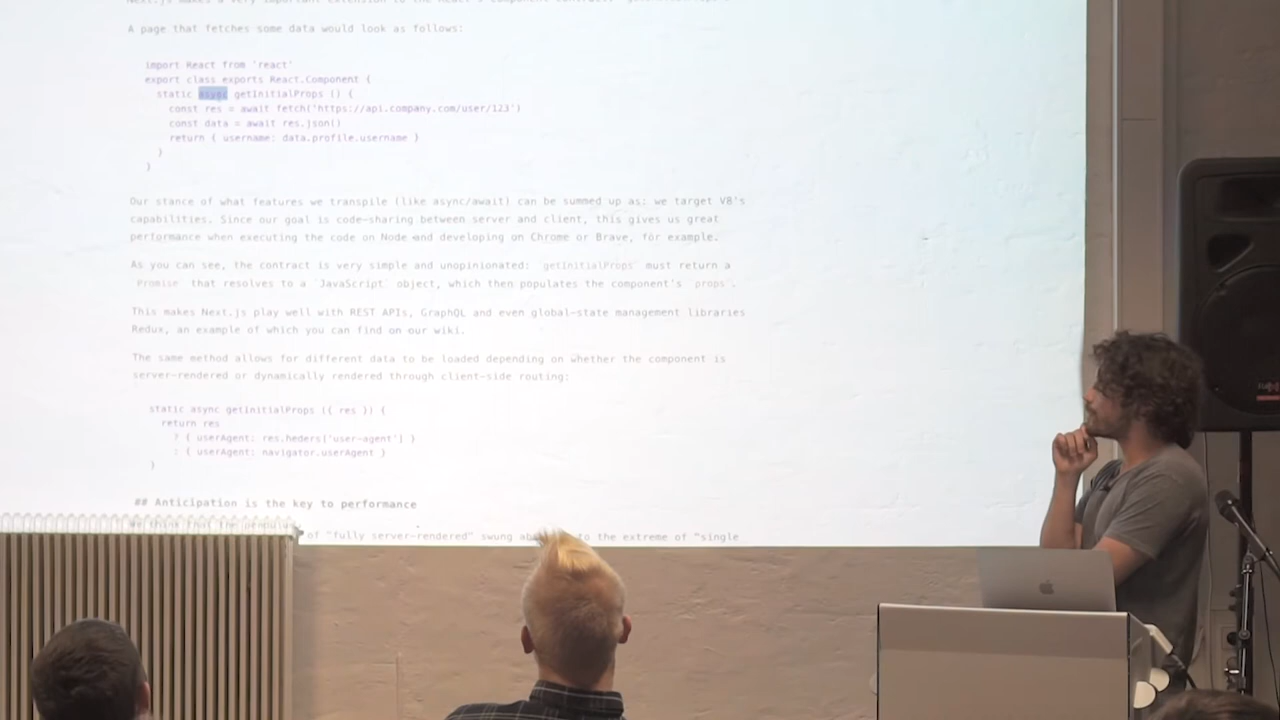 A page that fetches some data would look as follows:
import React from 'react'
export class exports React.Component {
static async getInitialProps () {
const res = await fetch('https://api.company.com/user/123')
const data = await res.json()
return { username: data.profile.username }
}
}
Our stance of what features we transpile (like async/await) can be summed up as: we target V8's
capabilities. Since our goal is code-sharing between server and client, this gives us great
performance when executing the code on Node and developing on Chrome or Brave, for example.
As you can see, the contract is very simple and unopinionated: `getInitialProps` must return a
`Promise` that resolves to a `JavaScript` object, which then populates the component's `props`.
This makes Next.js play well with REST APIs, GraphQL and even global-state management libraries
Redux, an example of which you can find on our wiki.
The same method allows for different data to be loaded depending on whether the component is
server-rendered or dynamically rendered through client-side routing:
static async getInitialProps ({ res }) {
return res
? { userAgent: res.heders['user-agent'] }
: { userAgent: navigator.userAgent }
}
## Anticipation is the key to performance
We think that the pendulum
of "fully server-rendered" swung to the extreme of "single